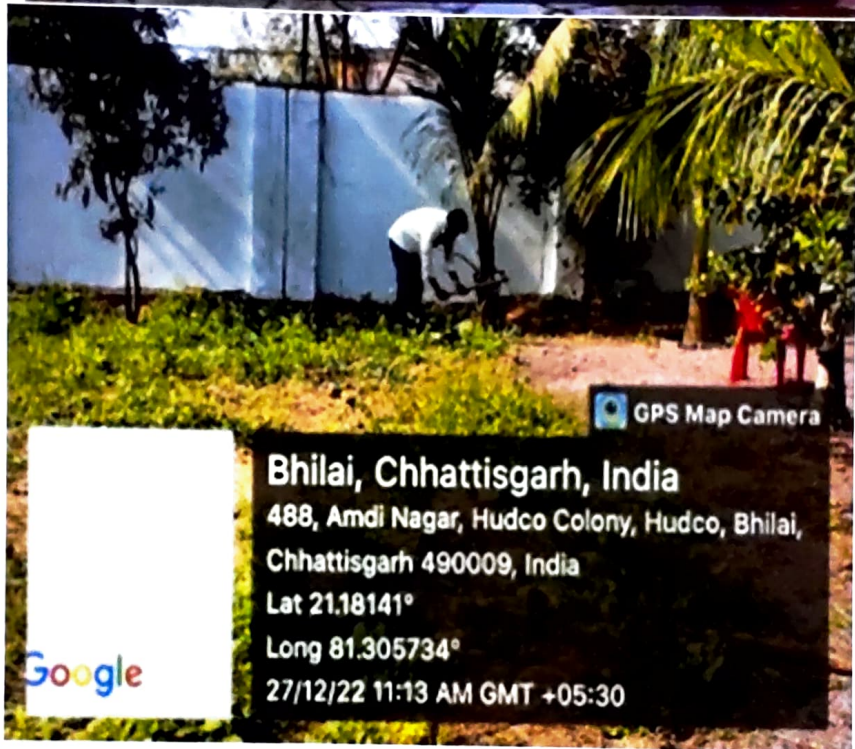 GPS Map Camera
Bhilai, Chhattisgarh, India
488, Amdi Nagar, Hudco Colony, Hudco, Bhilai,
Chhattisgarh 490009, India
Lat 21.18141°
Long 81.305734°
27/12/22 11:13 AM GMT +05:30
Google